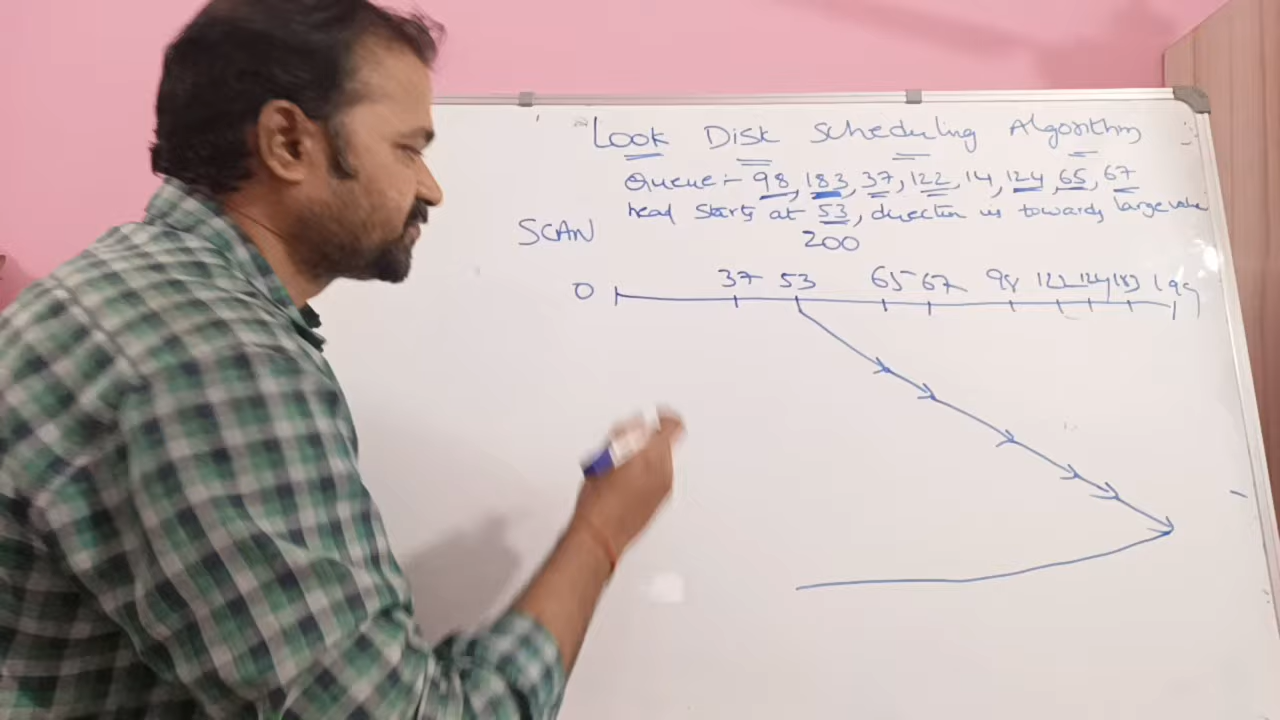 Look Disk Scheduling Algorithm
Queue:- 98, 183, 37, 122, 14, 124, 65, 67
head starts at 53, direction is towards large value
SCAN
200
0 37 53 65 67 98 122 124 183 199